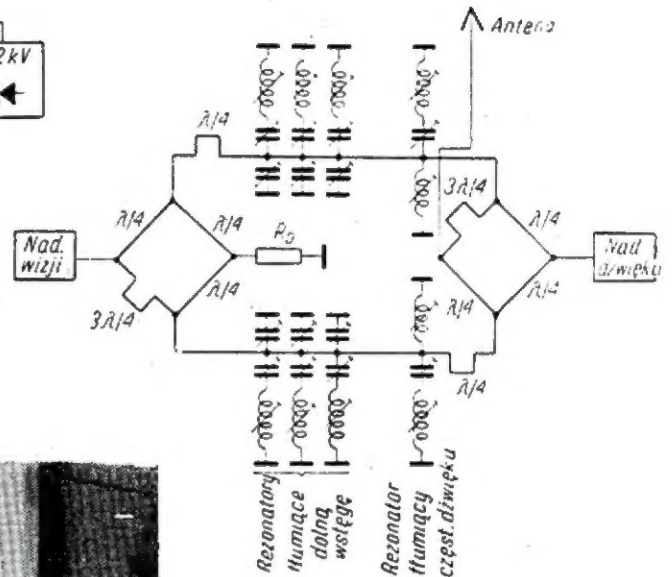 2kV
Antena
λ/4
λ/4
λ/4
3λ/4
λ/4
R₀
3λ/4
λ/4
λ/4
λ/4
λ/4
Nad.
wizji
Nad
dźwięku
Rezonatory
tłumiące
dolną
wstęgę
Rezonator
tłumiący
częst. dźwięku